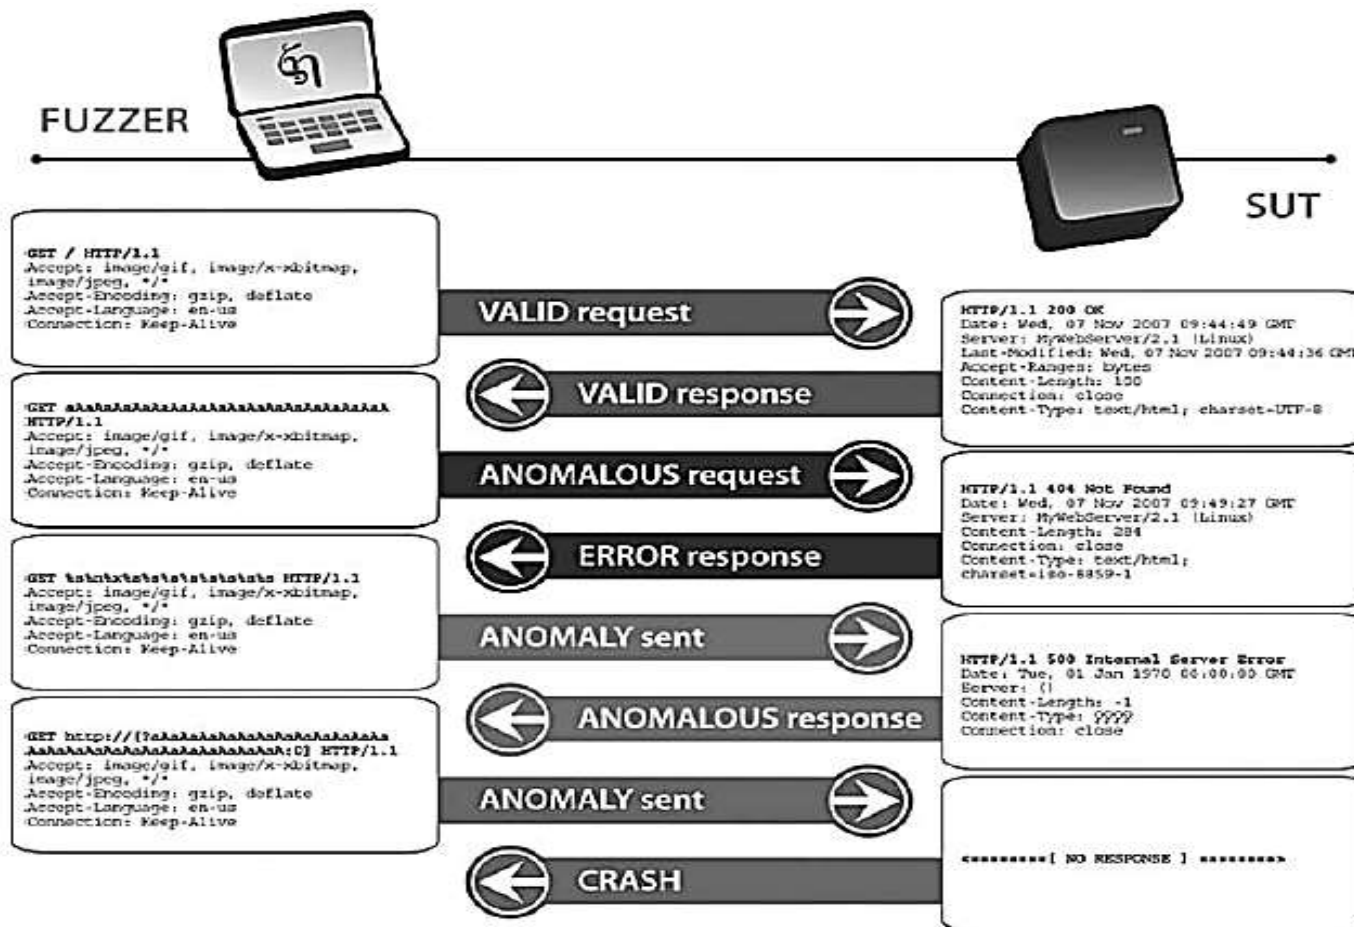 FUZZER
SUT
GET / HTTP/1.1
Accept: image/gif, image/x-xbitmap,
image/jpeg, */*
Accept-Encoding: gzip, deflate
Accept-Language: en-us
Connection: Keep-Alive
VALID request
HTTP/1.1 200 OK
Date: Wed, 07 Nov 2007 09:44:49 GMT
Server: MyWebServer/2.1 (Linux)
Last-Modified: Wed, 07 Nov 2007 09:44:36 GMT
Accept-Ranges: bytes
Content-Length: 100
Connection: close
Content-Type: text/html; charset=UTF-8
VALID response
GET
HTTP/1.1
Accept: image/gif, image/x-xbitmap,
image/jpeg, */*
Accept-Encoding: gzip, deflate
Accept-Language: en-us
Connection: Keep-Alive
ANOMALOUS request
HTTP/1.1 404 Not Found
Date: Wed, 07 Nov 2007 09:49:27 GMT
Server: MyWebServer/2.1 (Linux)
Content-Length: 284
Connection: close
Content-Type: text/html;
charset=iso-8859-1
ERROR response
GET %s%n%x%s%s%s%s%s%s%s%s HTTP/1.1
Accept: image/gif, image/x-xbitmap,
image/jpeg, */*
Accept-Encoding: gzip, deflate
Accept-Language: en-us
Connection: Keep-Alive
ANOMALY sent
HTTP/1.1 500 Internal Server Error
Date: Tue, 01 Jan 1970 00:00:00 GMT
Server: ()
Content-Length: -1
Content-Type: 9999
Connection: close
ANOMALOUS response
GET HTTP/1.1
Accept: image/gif, image/x-xbitmap,
image/jpeg, */*
Accept-Encoding: gzip, deflate
Accept-Language: en-us
Connection: Keep-Alive
ANOMALY sent
[ NO RESPONSE ]
CRASH